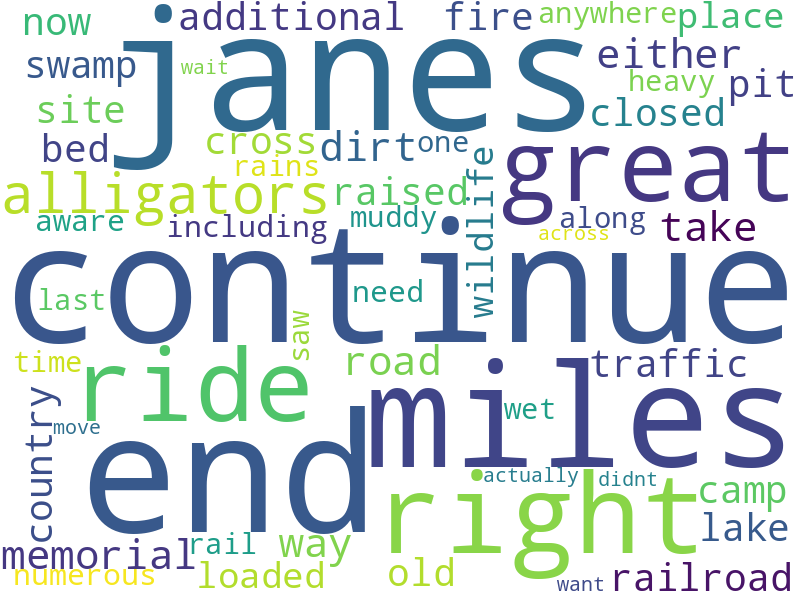 now additional fire anywhere place
janes
swamp wait either
heavy pit
site closed
bed cross dirt one great
rains
alligators raised wildlife
aware including muddy along take
across
continue
last need
time ride saw road traffic
miles
country move end wet
right actually didnt camp
lake
memorial rail way
numerous loaded old want railroad